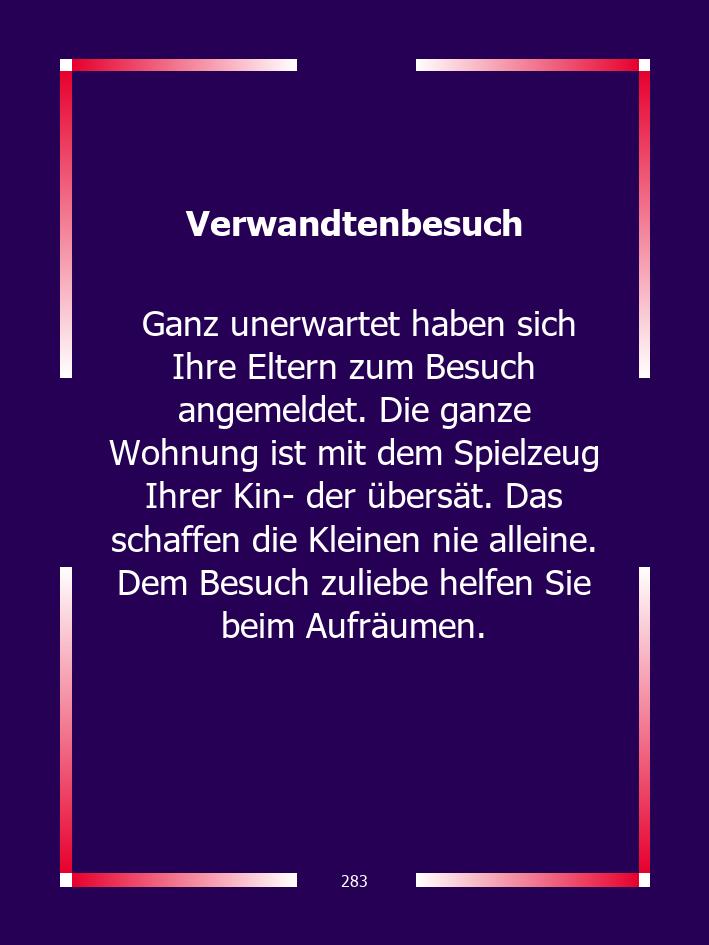 Verwandtenbesuch
Ganz unerwartet haben sich
Ihre Eltern zum Besuch
angemeldet. Die ganze
Wohnung ist mit dem Spielzeug
Ihrer Kin- der übersät. Das
schaffen die Kleinen nie alleine.
Dem Besuch zuliebe helfen Sie
beim Aufräumen.
283